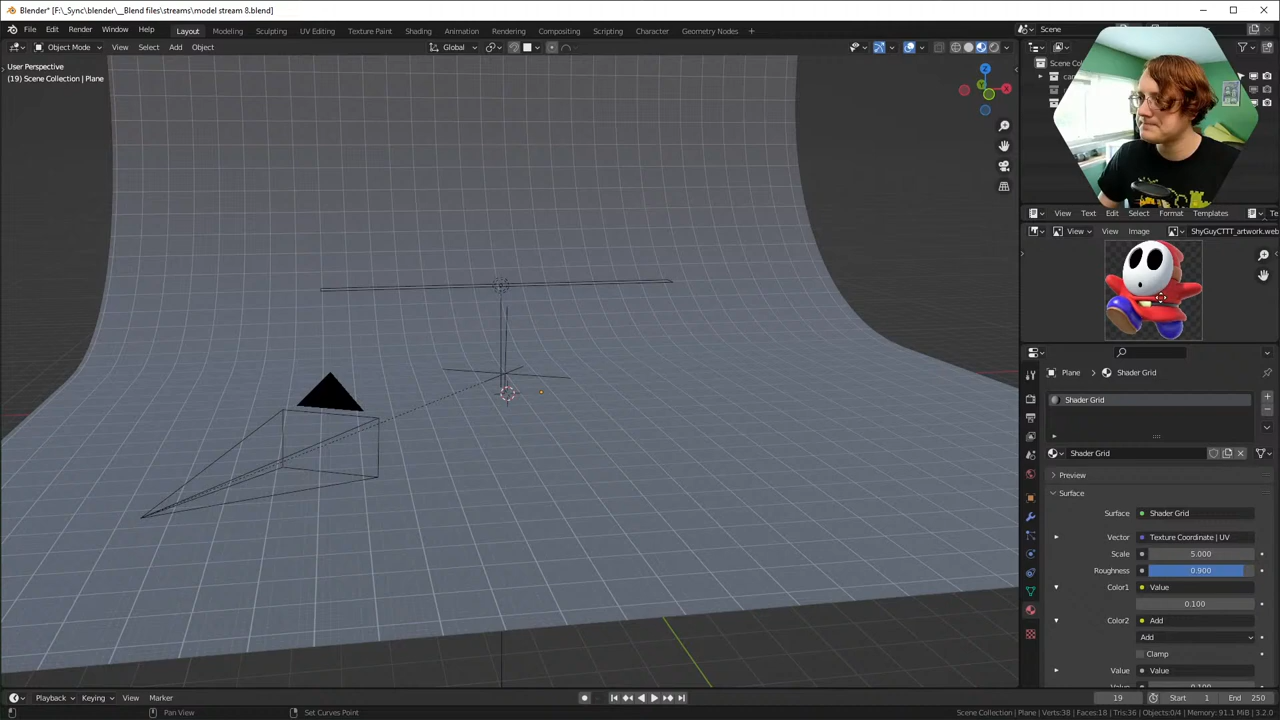 Blender* [F:\_Sync\blender\__Blend files\streams\model stream 8.blend]
File Edit Render Window Help Layout Modeling Sculpting UV Editing Texture Paint Shading Animation Rendering Compositing Scripting Character Geometry Nodes + Scene
Object Mode View Select Add Object Global
User Perspective
(19) Scene Collection | Plane
Z
X
Y
Scene Co
ca
View Text Edit Select Format Templates Te
View View Image ShyGuyCTTT_artwork.web
Plane Shader Grid
Shader Grid
Shader Grid
Preview
Surface
Surface Shader Grid
Vector Texture Coordinate | UV
Scale 5.000
Roughness 0.900
Color1 Value
0.100
Color2 Add
Add
Clamp
Value Value
Playback Keying View Marker 19 Start 1 End 250
Pan View Set Curves Point Scene Collection | Plane | Verts:38 | Faces:18 | Tris:36 | Objects:0/4 | Memory: 91.1 MiB | 3.2.0